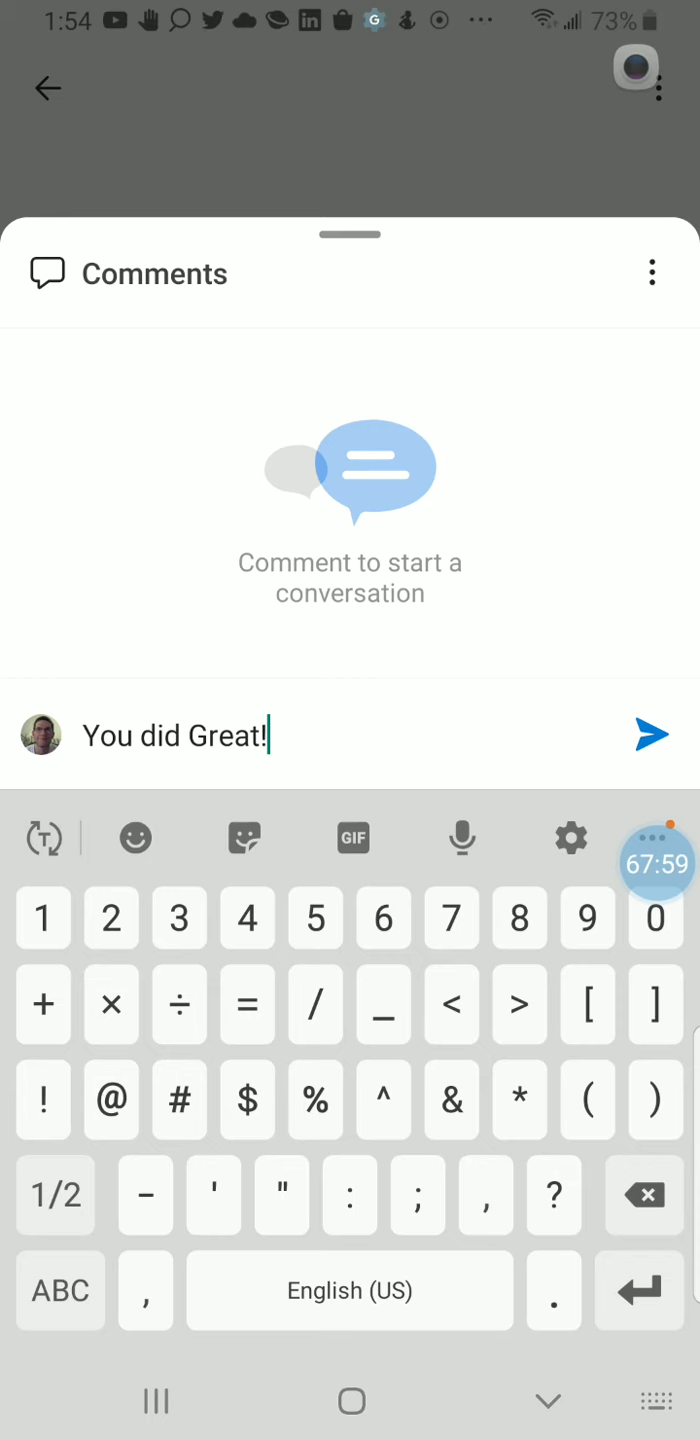 1:54 73%
Comments
Comment to start a
conversation
You did Great!
GIF
67:59
1 2 3 4 5 6 7 8 9 0
+ × ÷ = / _ < > [ ]
! @ # $ % ^ & * ( )
1/2 - ' " : ; , ?
ABC , English (US) .